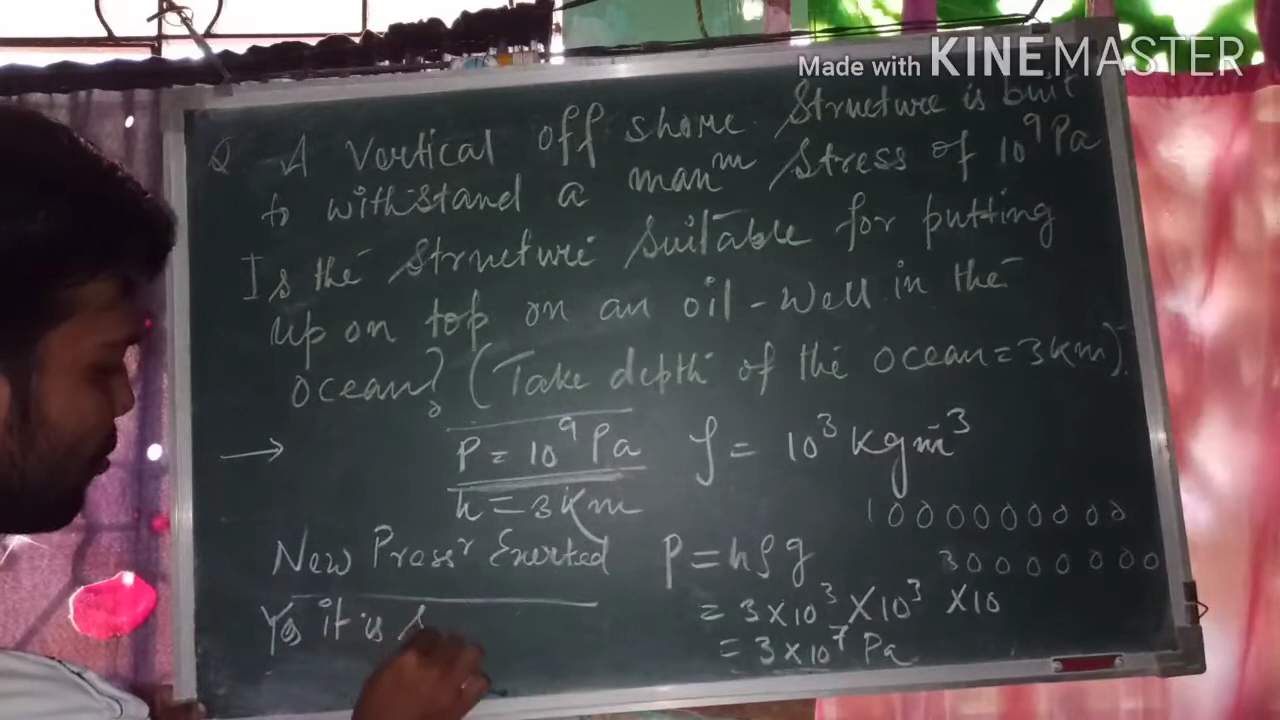 Made with KINEMASTER
Q A Vertical off shore structure is built
to withstand a maxm stress of 10⁹ Pa
Is the structure suitable for putting
up on top on an oil-well in the
ocean? (Take depth of the ocean = 3km).
→ P = 10⁹ Pa ρ = 10³ kgm⁻³
h = 3Km
1000000000
New Pressʳ Exerted P = hρg
300000000
= 3×10³ × 10³ × 10
Yes it is s
= 3×10⁷ Pa